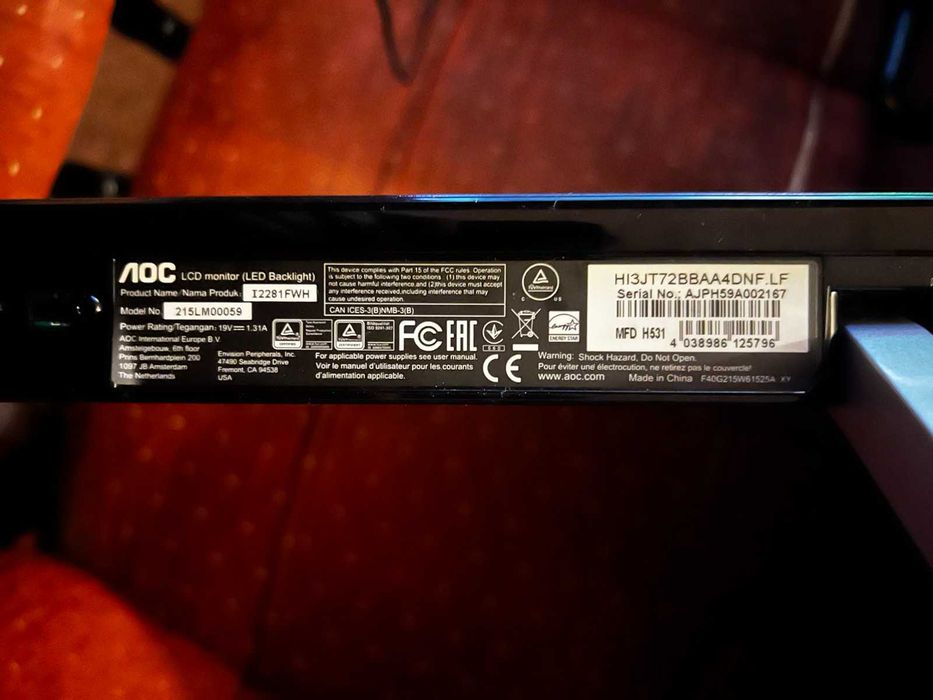 AOC LCD monitor (LED Backlight)
Product Name/Nama Produk: I2281FWH
Model No. 215LM00059
Power Rating/Tegangan: 19V⎓1.31A
AOC International Europe B.V.
Amsteigebouw, 6th floor
Prins Bernhardplein 200
1097 JB Amsterdam
The Netherlands
Envision Peripherals, Inc.
47490 Seabridge Drive
Fremont, CA 94538
USA
This device complies with Part 15 of the FCC rules. Operation
is subject to the following two conditions : (1) this device may
not cause harmful interference,and (2)this device must accept
any interference received,including interference that may
cause undesired operation.
CAN ICES-3(B)/NMB-3(B)
FC EAC
For applicable power supplies see user manual.
Voir le manuel d'utilisateur pour les courants
d'alimentation applicable.
C US
ENERGY STAR
CE
HI3JT72BBAA4DNF.LF
Serial No.: AJPH59A002167
MFD H531
4 038986 125796
Warning: Shock Hazard, Do Not Open.
Pour éviter une électrocution, ne retirez pas le couvercle!
www.aoc.com Made in China F40G215W61525A XY